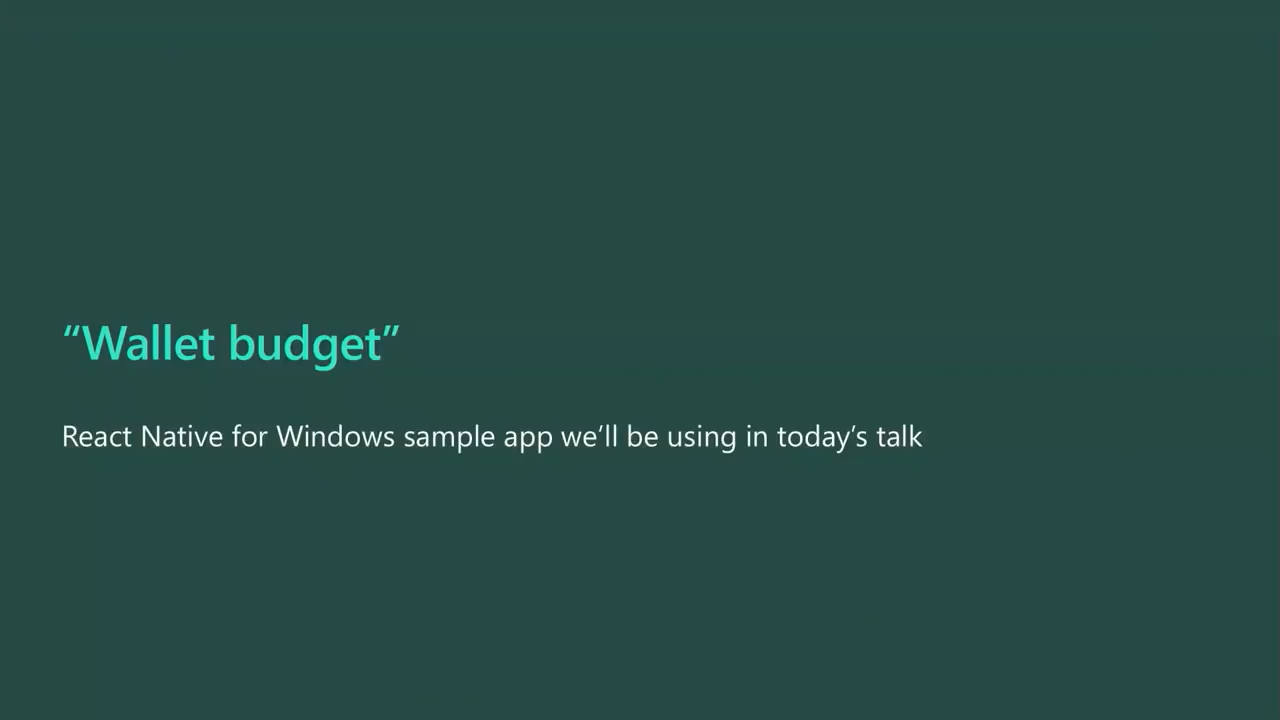 “Wallet budget”
React Native for Windows sample app we’ll be using in today’s talk